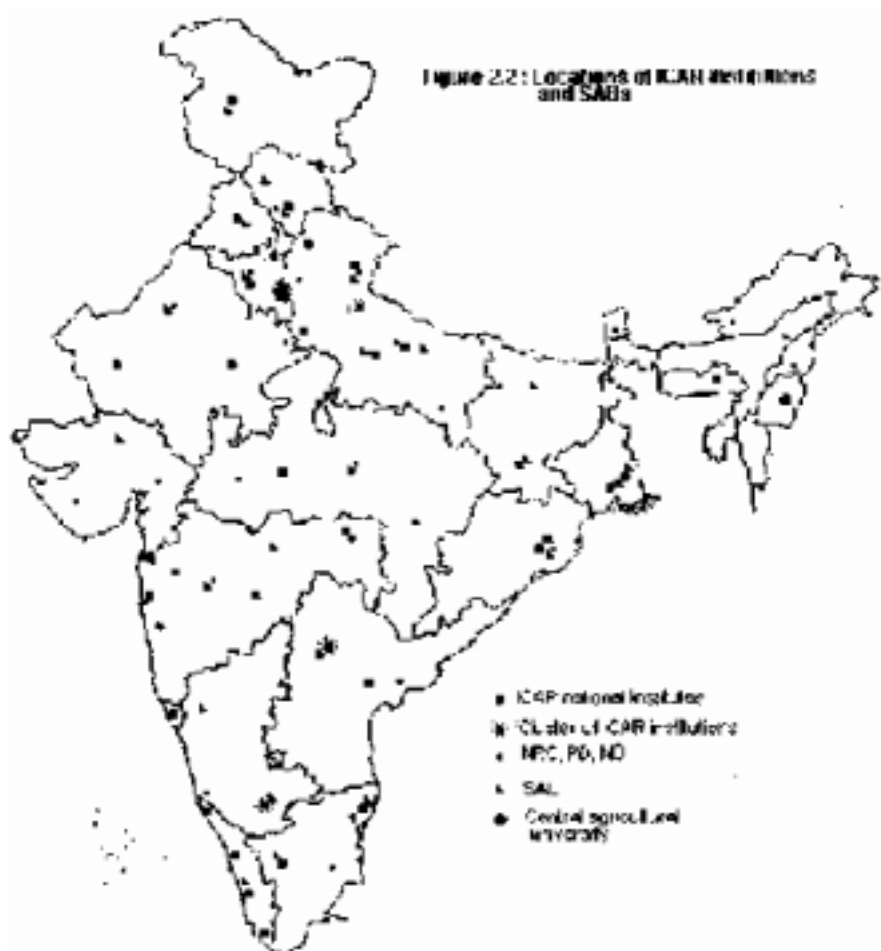 Figure 2.2 : Locations of ICAR institutions
and SAUs
ICAR national institutes
Cluster of ICAR institutions
NRC, PD, NB
SAU
Central agricultural
university